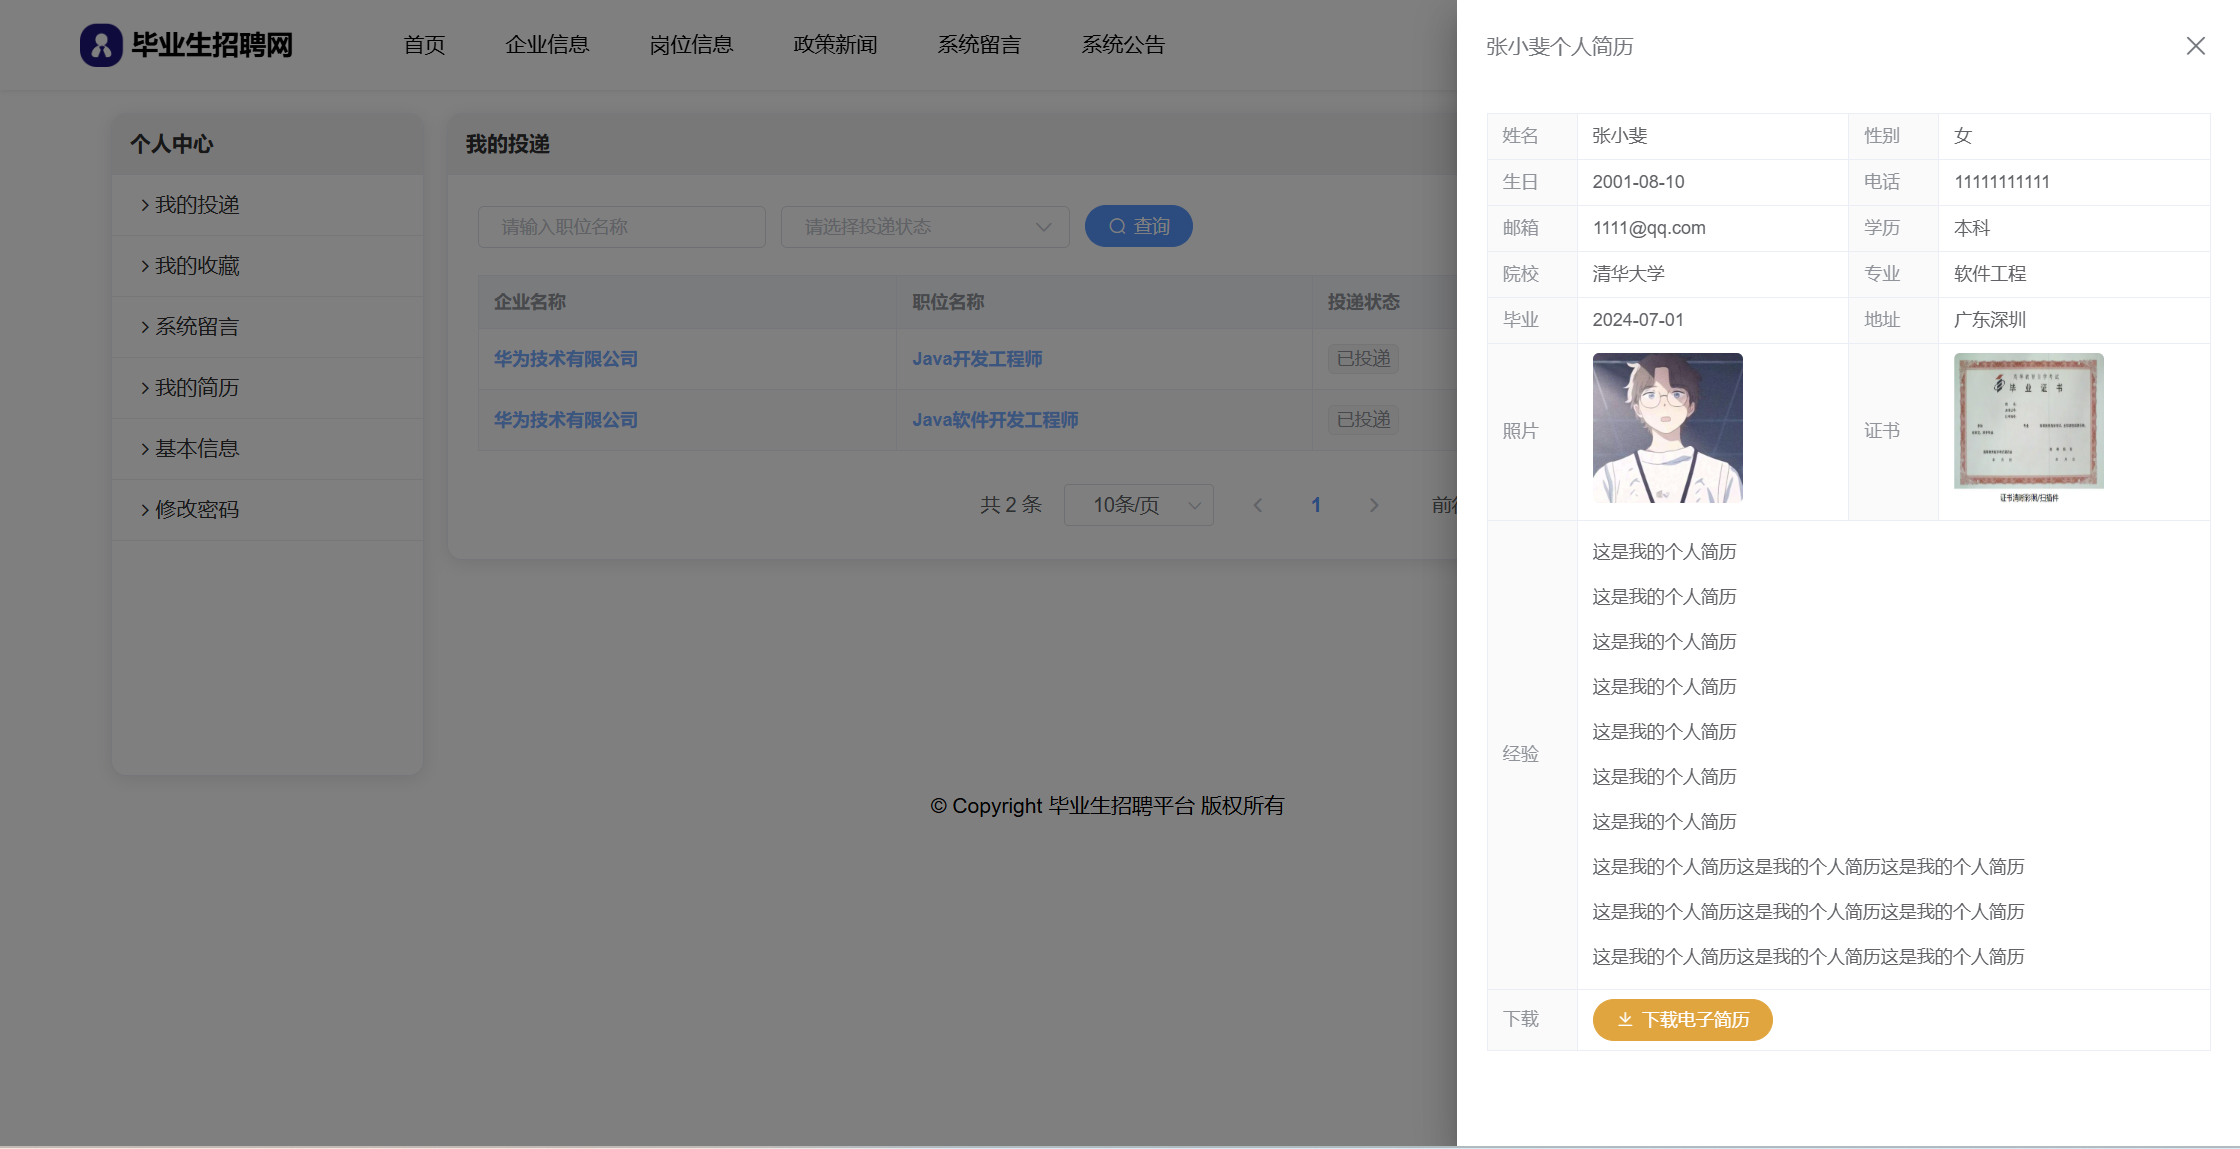 毕业生招聘网
首页 企业信息 岗位信息 政策新闻 系统留言 系统公告
个人中心
我的投递
我的收藏
系统留言
我的简历
基本信息
修改密码
我的投递
请输入职位名称 请选择投递状态 查询
企业名称 职位名称 投递状态
华为技术有限公司 Java开发工程师 已投递
华为技术有限公司 Java软件开发工程师 已投递
共 2 条 10条/页 1
© Copyright 毕业生招聘平台 版权所有
张小斐个人简历
姓名 张小斐 性别 女
生日 2001-08-10 电话 11111111111
邮箱 1111@qq.com 学历 本科
院校 清华大学 专业 软件工程
毕业 2024-07-01 地址 广东深圳
照片 证书
毕业证书
经验
这是我的个人简历
这是我的个人简历
这是我的个人简历
这是我的个人简历
这是我的个人简历
这是我的个人简历
这是我的个人简历
这是我的个人简历这是我的个人简历这是我的个人简历
这是我的个人简历这是我的个人简历这是我的个人简历
这是我的个人简历这是我的个人简历这是我的个人简历
下载 下载电子简历